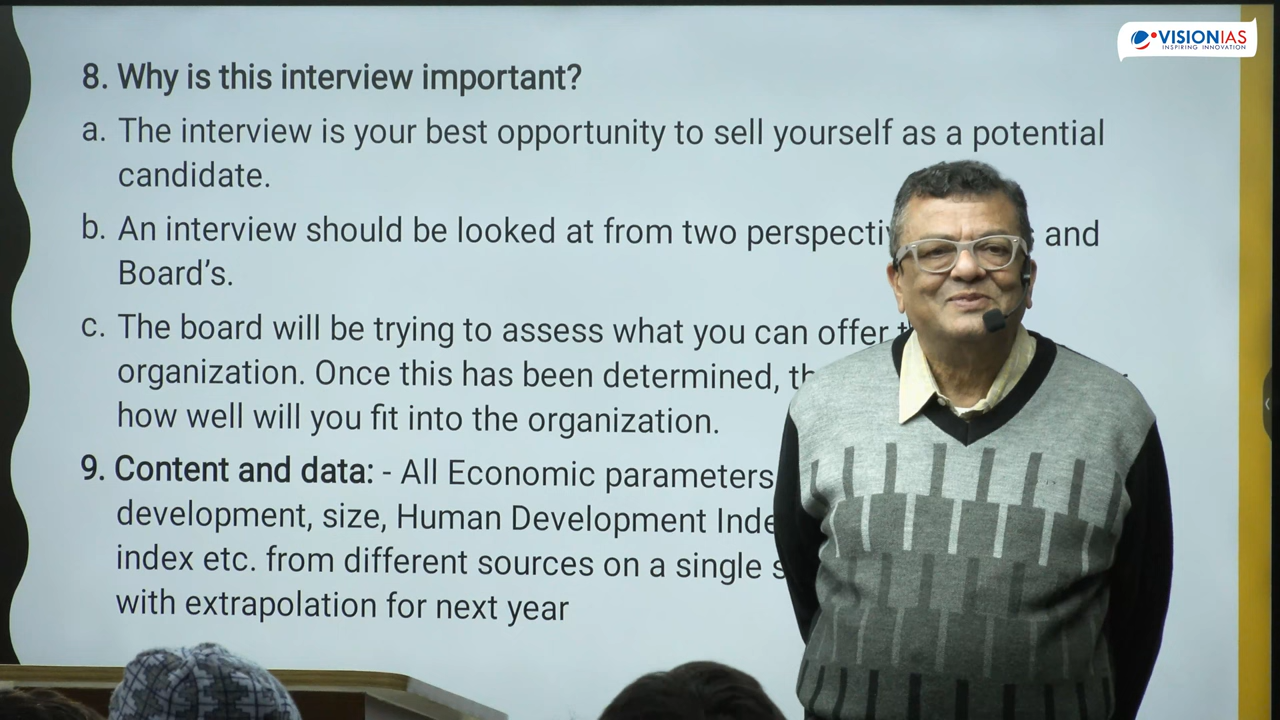 VISIONIAS
INSPIRING INNOVATION
8. Why is this interview important?
a. The interview is your best opportunity to sell yourself as a potential
candidate.
b. An interview should be looked at from two and
Board’s.
c. The board will be trying to assess what you can offer
organization. Once this has been determined,
how well will you fit into the organization.
9. Content and data: - All Economic parameters
development, size, Human Development
index etc. from different sources on a single
with extrapolation for next year